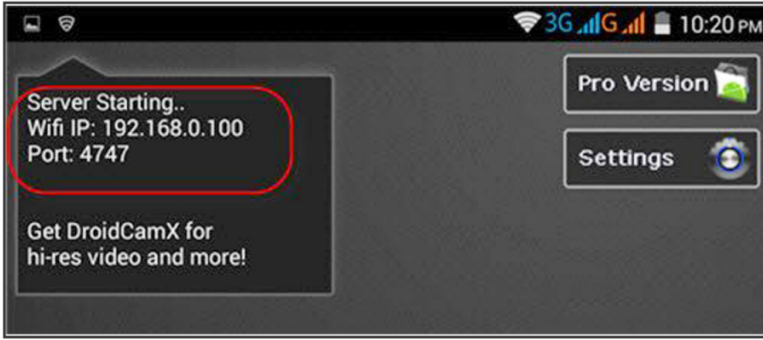 3G G 10:20 PM
Server Starting..
Wifi IP: 192.168.0.100
Port: 4747
Get DroidCamX for
hi-res video and more!
Pro Version
Settings